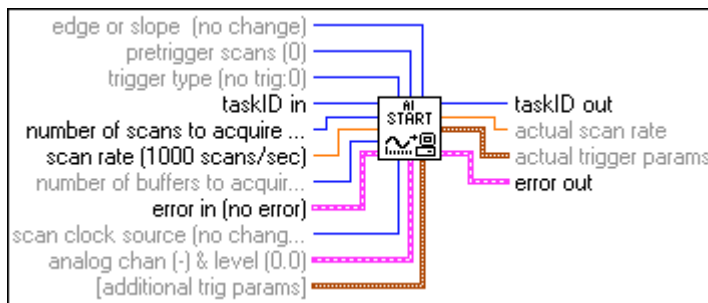 edge or slope (no change)
pretrigger scans (0)
trigger type (no trig:0)
taskID in
number of scans to acquire ...
scan rate (1000 scans/sec)
number of buffers to acquir...
error in (no error)
scan clock source (no chang...
analog chan (-) & level (0.0)
[additional trig params]
AI
START
taskID out
actual scan rate
actual trigger params
error out